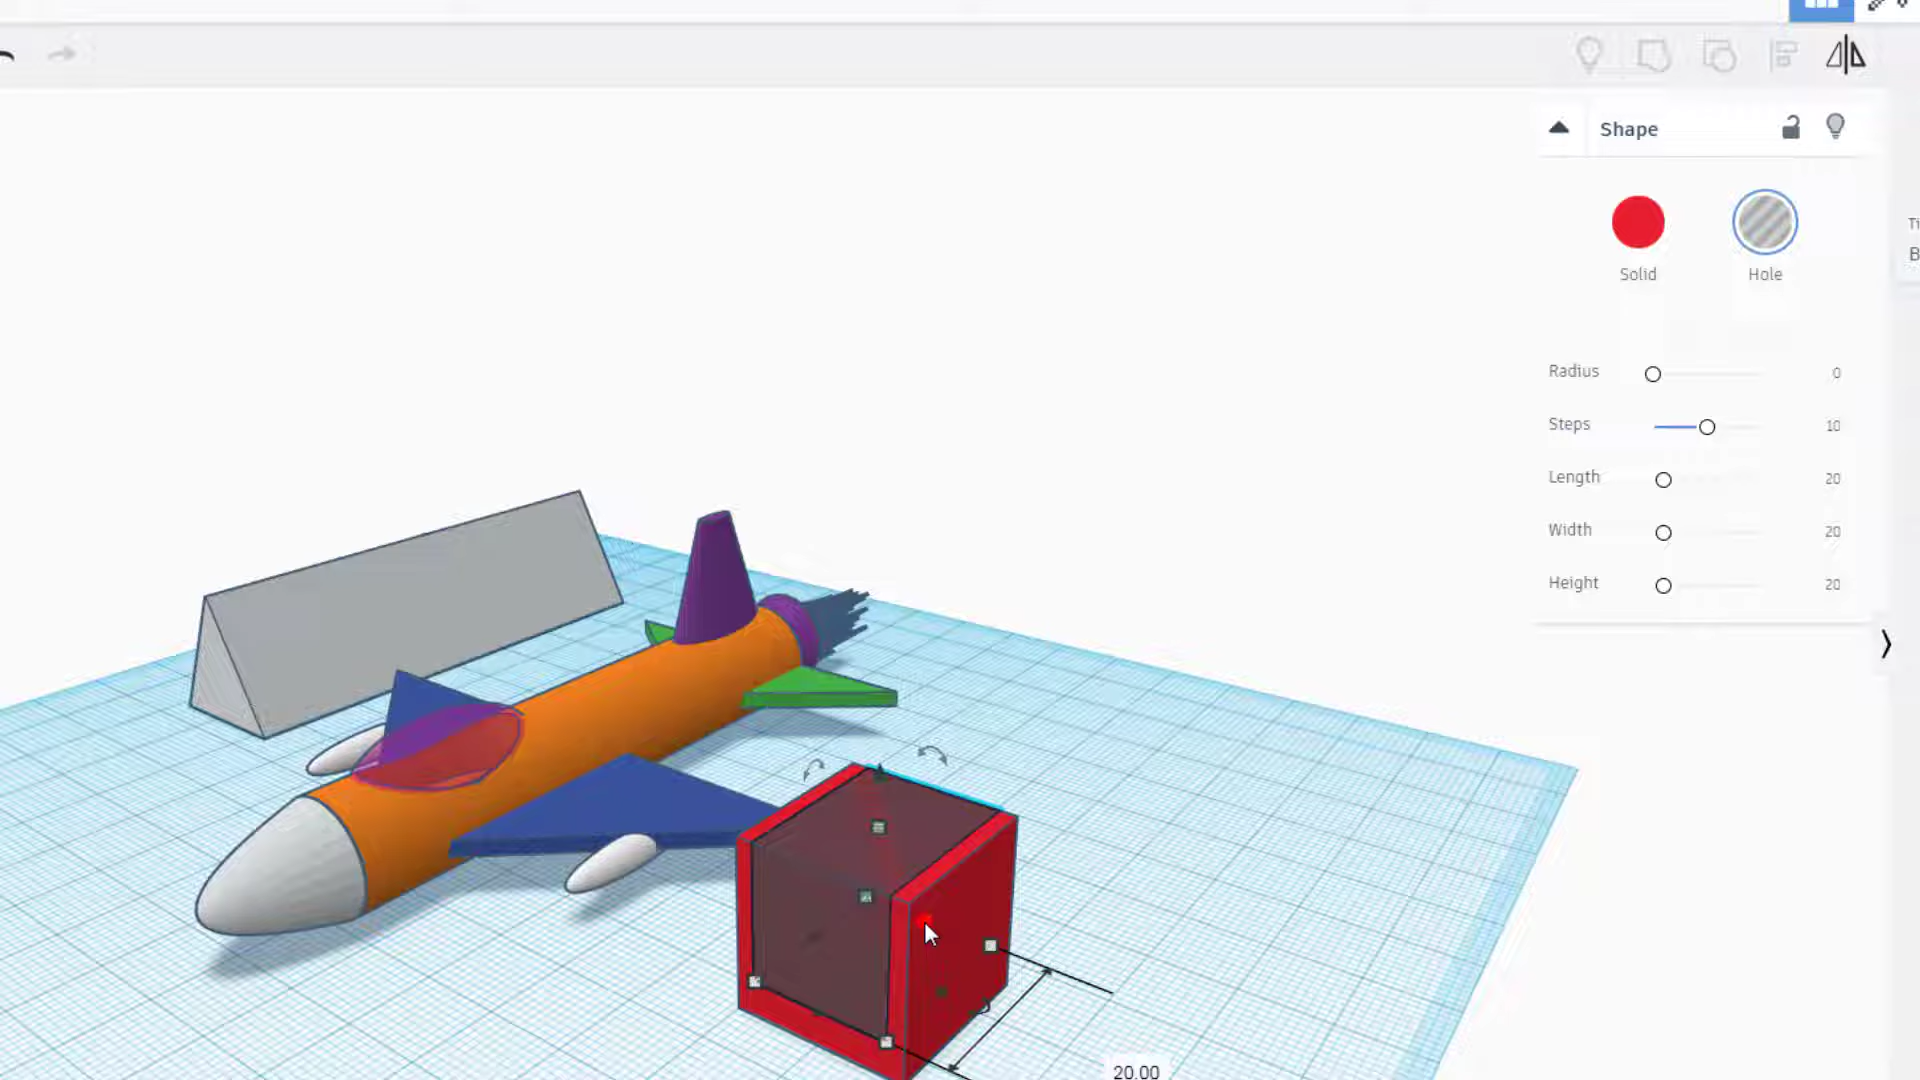 Shape
Solid
Hole
Radius
0
Steps
10
Length
20
Width
20
Height
20
20.00